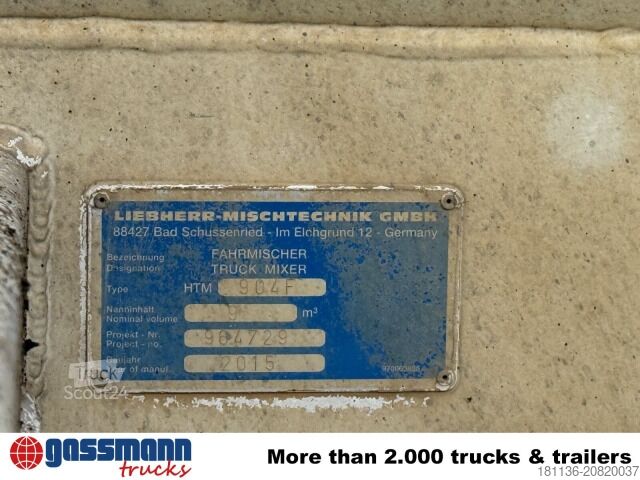 LIEBHERR-MISCHTECHNIK GMBH
88427 Bad Schussenried - Im Elchgrund 12 - Germany
Bezeichnung FAHRMISCHER
Designation TRUCK MIXER
Type HTM 904F
Nanninhalt
Nominal volume 9 m³
Projekt - Nr.
Project - no. 904729
Baujahr
of manuf. 2015
Truck
Scout24
gassmann
trucks
More than 2.000 trucks & trailers
181136-20820037